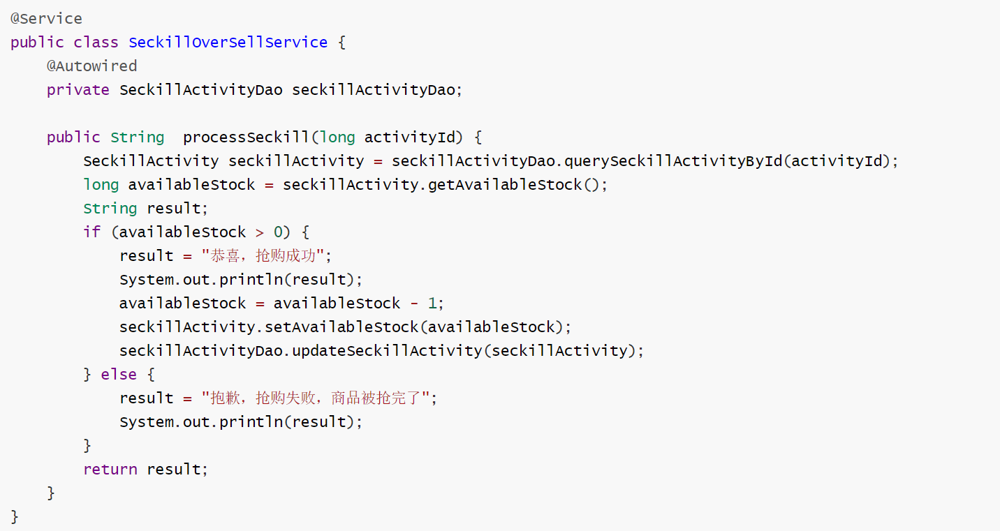 @Service
public class SeckillOverSellService {
    @Autowired
    private SeckillActivityDao seckillActivityDao;

    public String  processSeckill(long activityId) {
        SeckillActivity seckillActivity = seckillActivityDao.querySeckillActivityById(activityId);
        long availableStock = seckillActivity.getAvailableStock();
        String result;
        if (availableStock > 0) {
            result = "恭喜，抢购成功";
            System.out.println(result);
            availableStock = availableStock - 1;
            seckillActivity.setAvailableStock(availableStock);
            seckillActivityDao.updateSeckillActivity(seckillActivity);
        } else {
            result = "抱歉，抢购失败，商品被抢完了";
            System.out.println(result);
        }
        return result;
    }
}